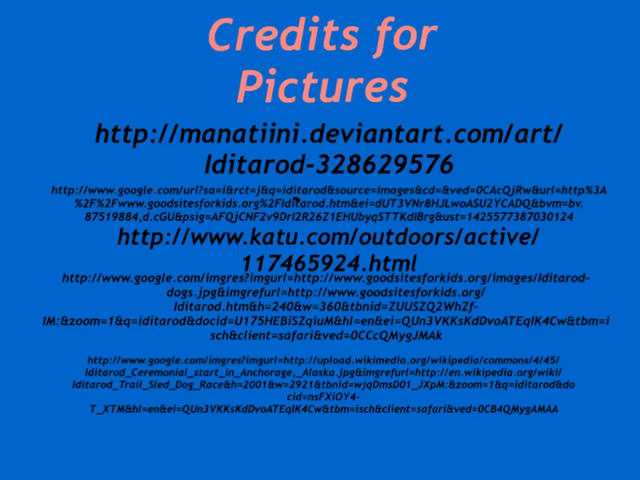 Credits for
Pictures
http://manatiini.deviantart.com/art/
Iditarod-328629576
http://www.google.com/url?sa=i&rct=j&q=iditarod&source=images&cd=&ved=0CAcQjRw&url=http%3A
%2F%2Fwww.goodsitesforkids.org%2FIditarod.htm&ei=dUT3VNr8HJLwoASU2YCADQ&bvm=bv.
87519884,d.cGU&psig=AFQjCNF2v9DrI2R26Z1EHUbyqSTTKdIBrg&ust=1425577387030124
http://www.katu.com/outdoors/active/
117465924.html
http://www.google.com/imgres?imgurl=http://www.goodsitesforkids.org/images/Iditarod-
dogs.jpg&imgrefurl=http://www.goodsitesforkids.org/
Iditarod.htm&h=240&w=360&tbnid=ZUUSZQ2WhZf-
IM:&zoom=1&q=iditarod&docid=U175HEBiSZqiuM&hl=en&ei=QUn3VKKsKdDvoATEqIK4Cw&tbm=i
sch&client=safari&ved=0CCcQMygJMAk
http://www.google.com/imgres?imgurl=http://upload.wikimedia.org/wikipedia/commons/4/45/
Iditarod_Ceremonial_start_in_Anchorage,_Alaska.jpg&imgrefurl=http://en.wikipedia.org/wiki/
Iditarod_Trail_Sled_Dog_Race&h=2001&w=2921&tbnid=wjqDmsD01_JXpM:&zoom=1&q=iditarod&do
cid=nsFXiOY4-
T_XTM&hl=en&ei=QUn3VKKsKdDvoATEqIK4Cw&tbm=isch&client=safari&ved=0CB4QMygAMAA